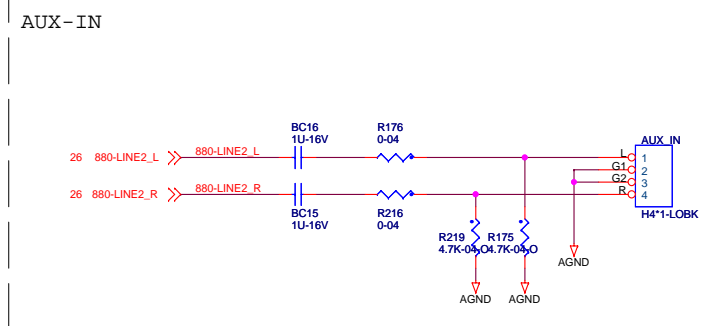 AUX-IN
BC16
1U-16V
R176
0-04
AUX_IN
26 880-LINE2_L
880-LINE2_L
L
1
G1
2
G2
3
26 880-LINE2_R
880-LINE2_R
R
4
BC15
1U-16V
R216
0-04
H4*1-LOBK
R219
4.7K-04-O
R175
4.7K-04-O
AGND
AGND
AGND